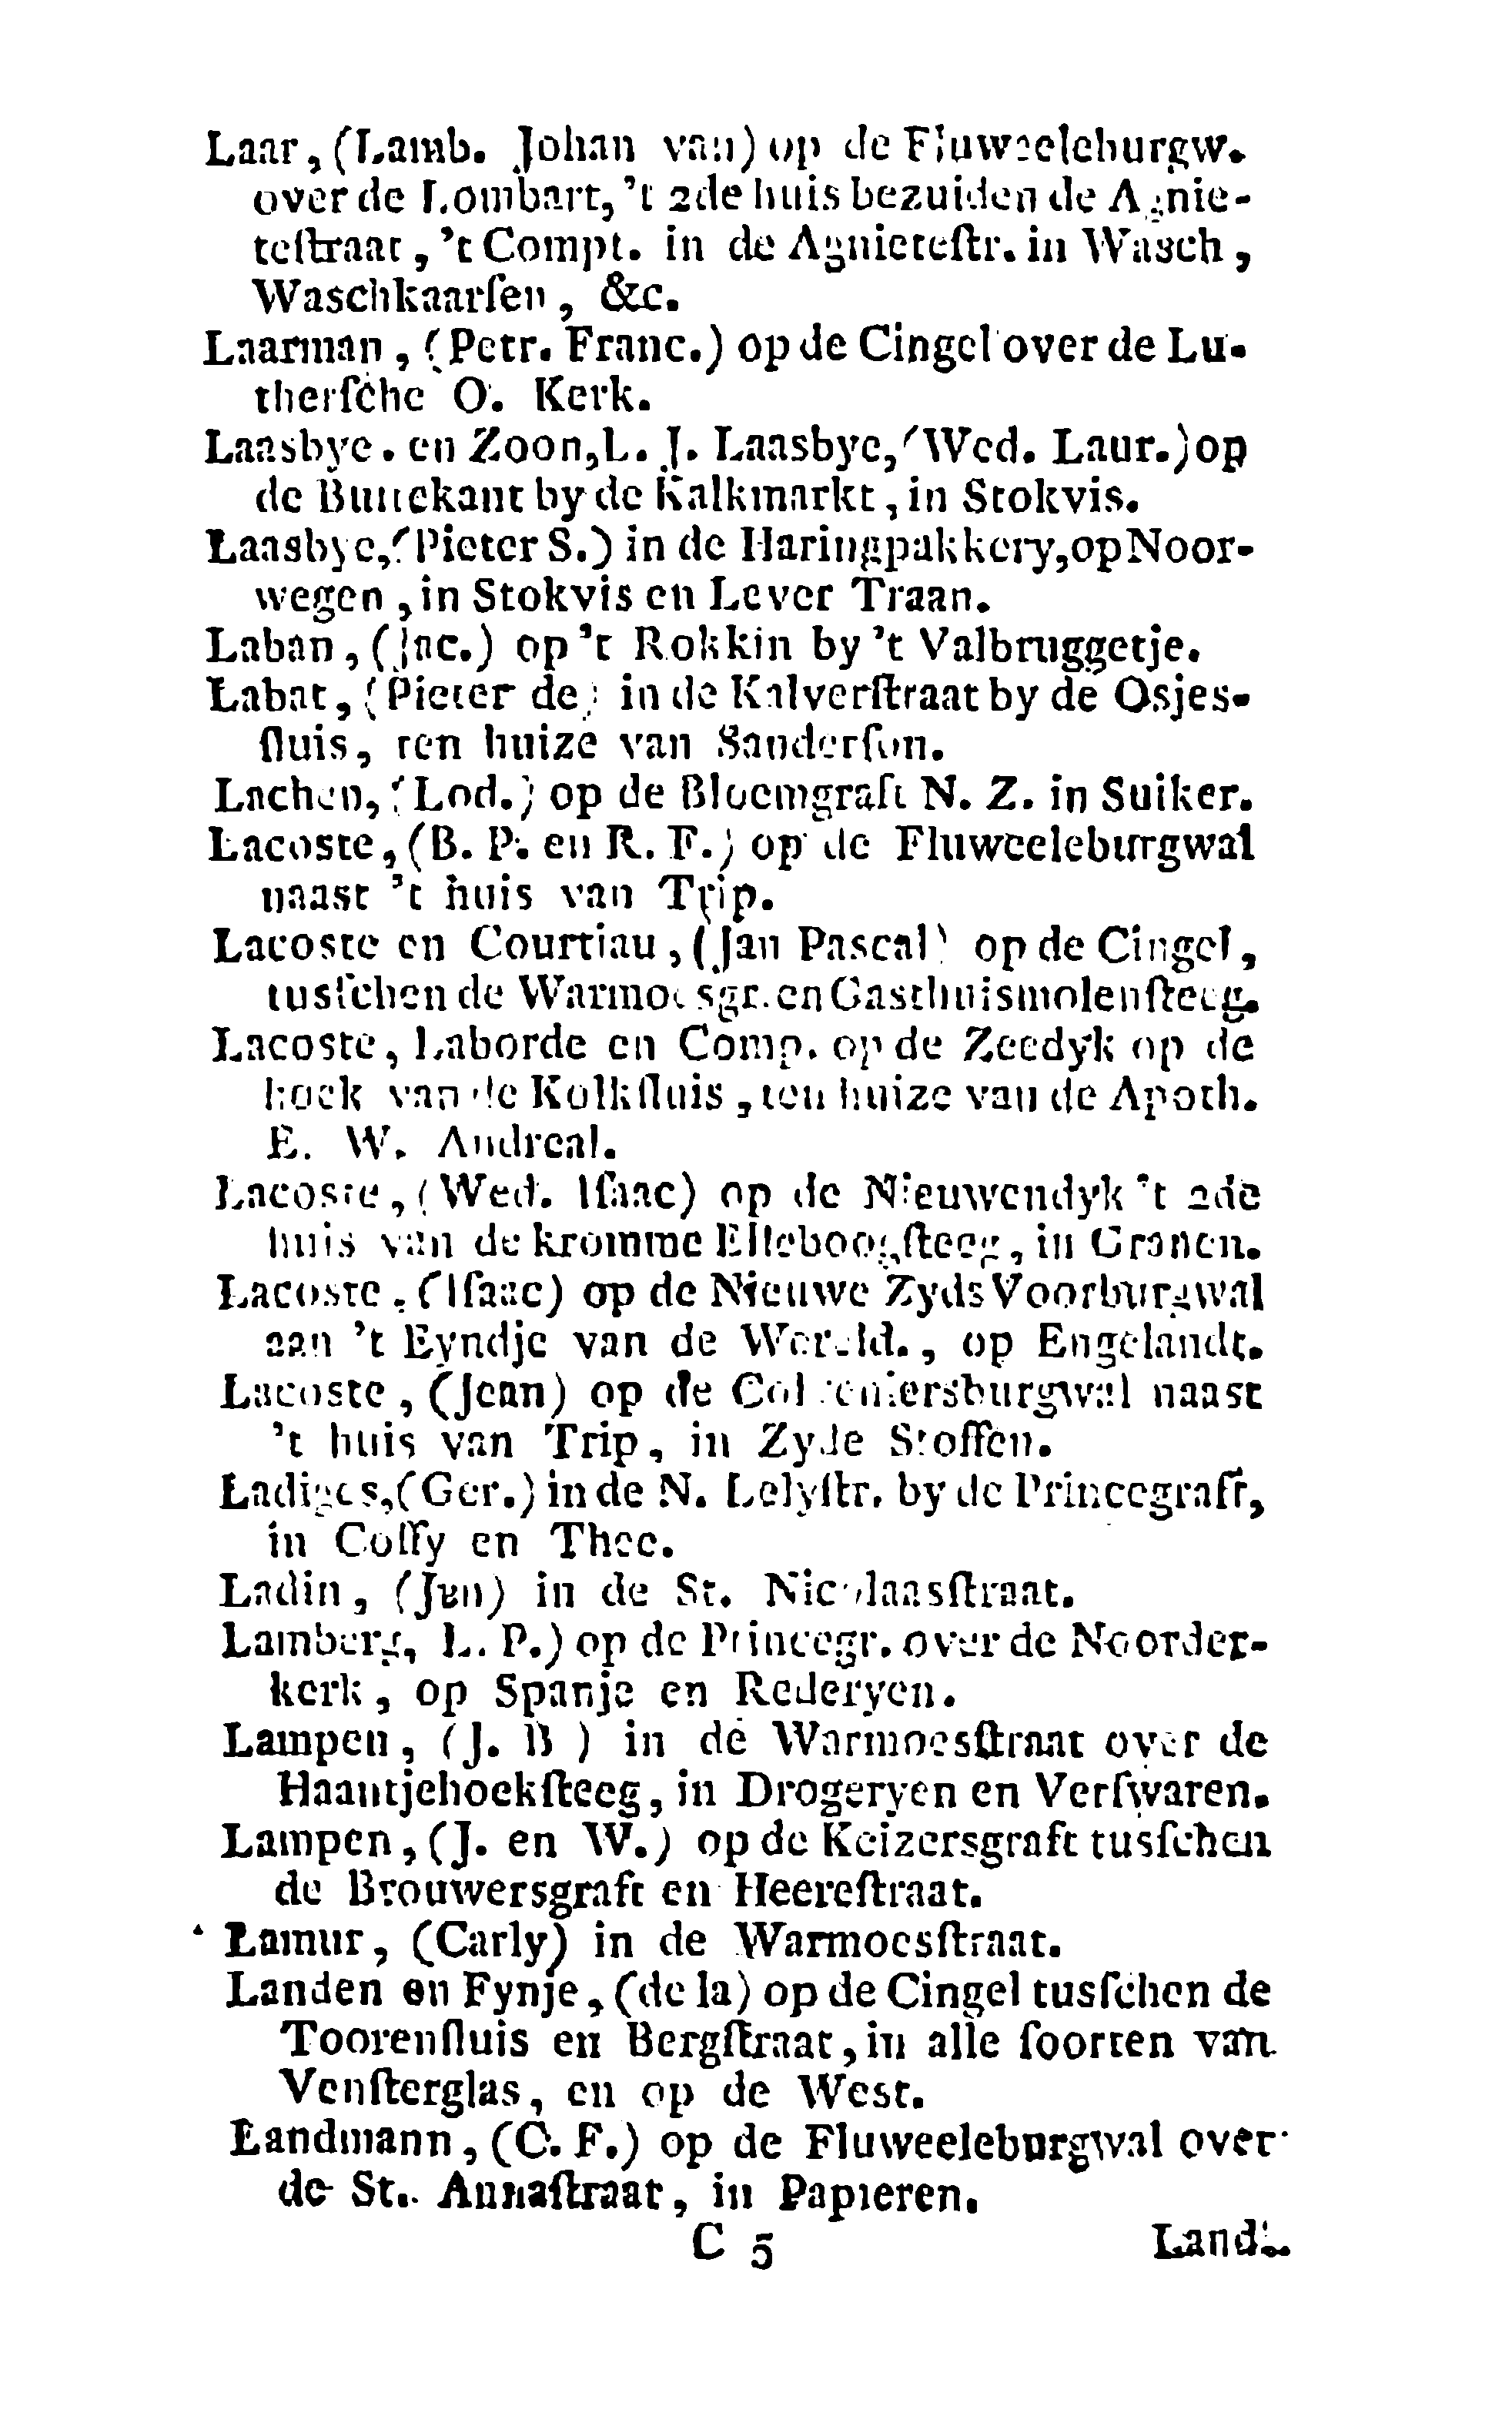 Laar, (Lamb. Johan van) op de Fluweeleburgw.
over de Lombart, 't 2de huis bezuiden de Agnie-
teſtraat, 't Compt. in de Agnieteſtr. in Wasch,
Waschkaarſen, &c.
Laarman, (Petr. Franc.) op de Cingel over de Lu-
therſche O. Kerk.
Laasbye. en Zoon, L. J. Laasbye, (Wed. Laur.) op
de Buitekant by de Kalkmarkt, in Stokvis.
Laasbye, (Pieter S.) in de Haringpakkery, op Noor-
wegen, in Stokvis en Lever Traan.
Laban, (Jac.) op 't Rokkin by 't Valbruggetje.
Labat, (Pieter de) in de Kalverſtraat by de Osjes-
ſluis, ten huize van Sanderſon.
Lachen, (Lod.) op de Bloemgraft N. Z. in Suiker.
Lacoste, (B. P. en R. F.) op de Fluweeleburgwal
naast 't huis van Trip.
Lacoste en Courtiau, (Jan Pascal) op de Cingel,
tusſchen de Warmoesgr. en Gasthuismolenſteeg.
Lacoste, Laborde en Comp. op de Zeedyk op de
hoek van de Kolkſluis, ten huize van de Apoth.
E. W. Andreal.
Lacoste, (Wed. Iſaac) op de Nieuwendyk 't 2de
huis van de kromme Elleboogſteeg, in Granen.
Lacoste, (Iſaac) op de Nieuwe Zyds Voorburgwal
aan 't Eyndje van de Wereld., op Engelandt.
Lacoste, (Jean) op de Colveniersburgwal naast
't huis van Trip, in Zyde Stoffen.
Ladiges, (Ger.) in de N. Lelyſtr. by de Princegraft,
in Coffy en Thee.
Ladin, (Jan) in de St. Nicolaasſtraat.
Lamberg, L. P.) op de Princegr. over de Noorder-
kerk, op Spanje en Rederyen.
Lampen, (J. B ) in de Warmoesſtraat over de
Haantjehoekſteeg, in Drogeryen en Verſwaren.
Lampen, (J. en W.) op de Keizersgraft tusſchen
de Brouwersgraft en Heereſtraat.
Lamur, (Carly) in de Warmoesſtraat.
Landen en Fynje, (de la) op de Cingel tusſchen de
Toorenſluis en Bergſtraat, in alle ſoorten van
Venſterglas, en op de West.
Landmann, (C. F.) op de Fluweeleburgwal over
de St. Annaſtraat, in Papieren.
C 5 Land-